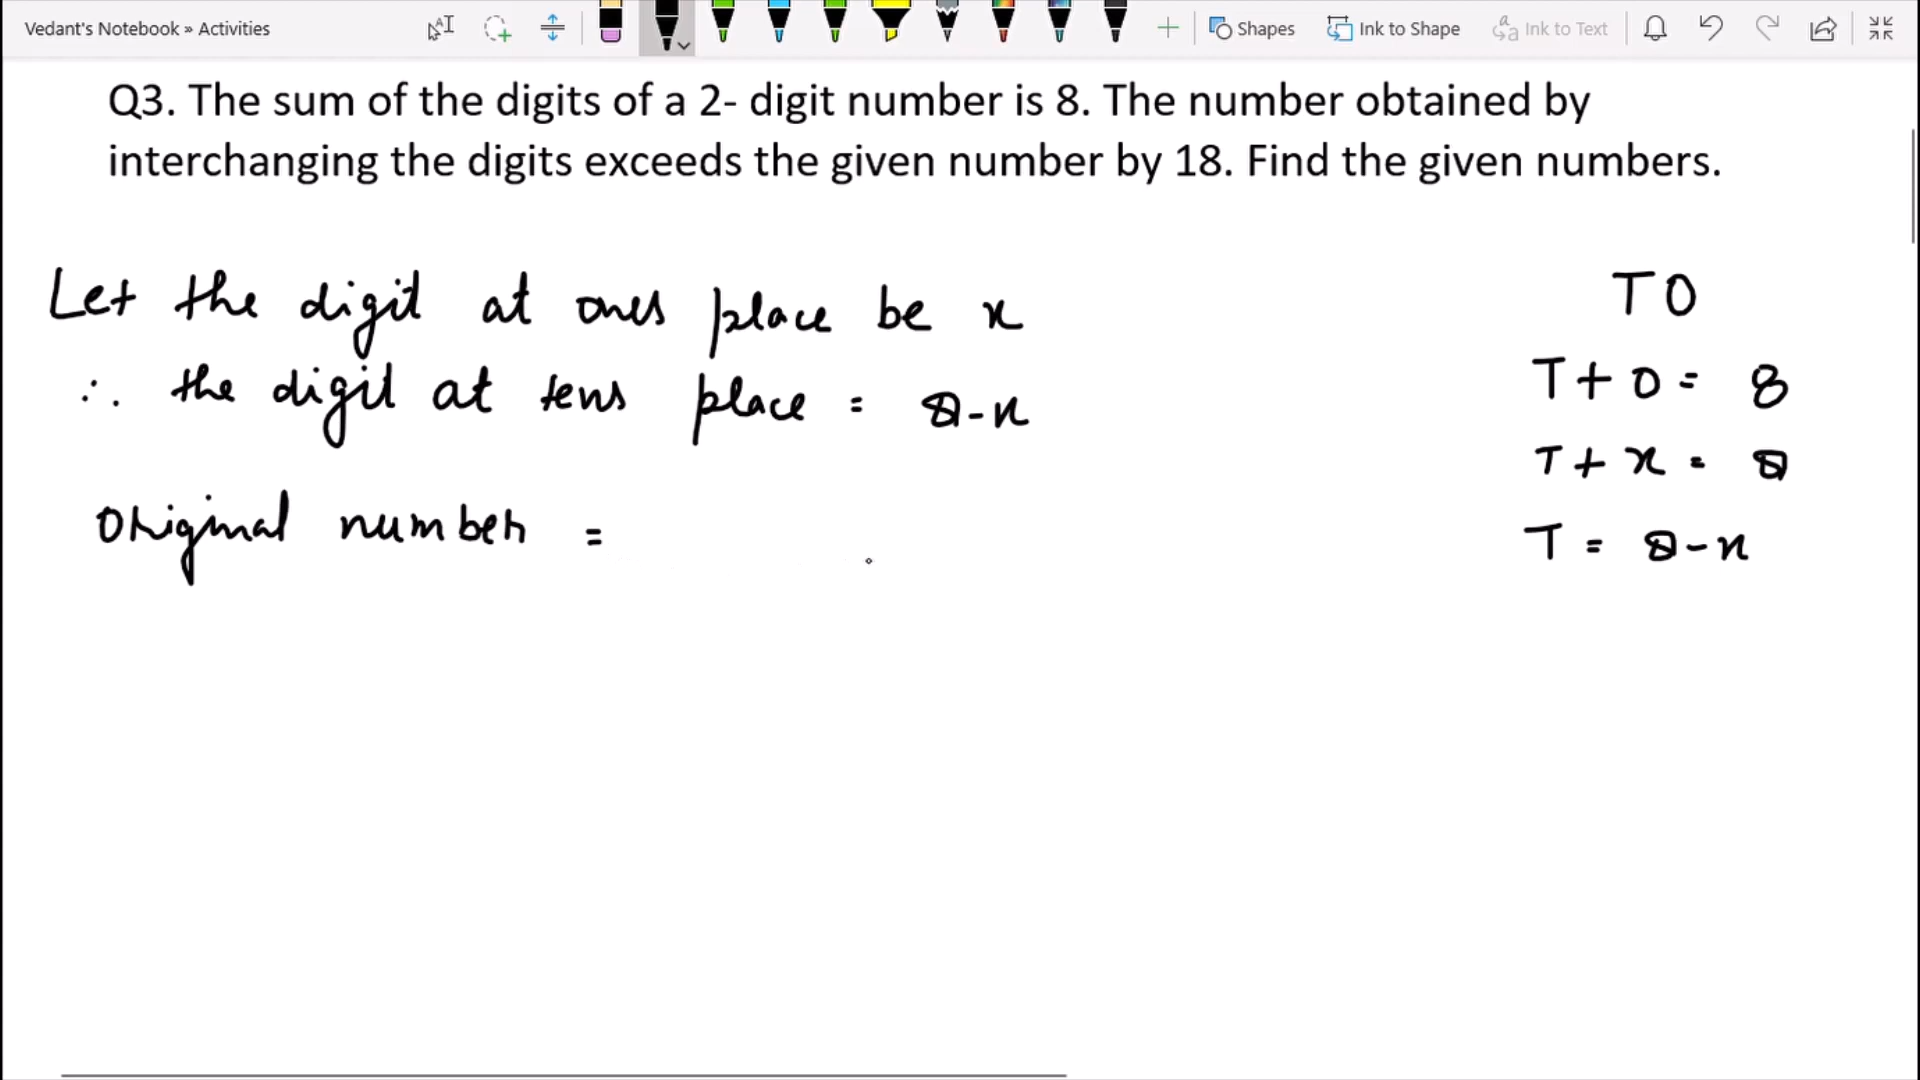 Vedant's Notebook » Activities
Shapes
Ink to Shape
Ink to Text
Q3. The sum of the digits of a 2- digit number is 8. The number obtained by
interchanging the digits exceeds the given number by 18. Find the given numbers.
Let the digit at ones place be x
∴ the digit at tens place = 8-x
Original number =
T O
T + O = 8
T + x = 8
T = 8-x